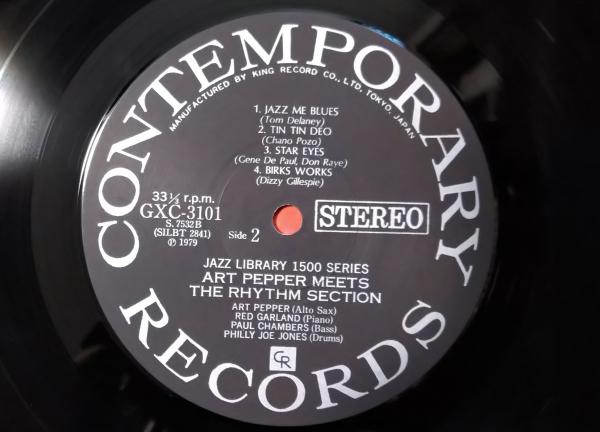 CONTEMPORARY RECORDS
MANUFACTURED BY KING RECORD CO., LTD. TOKYO, JAPAN
1. JAZZ ME BLUES
(Tom Delaney)
2. TIN TIN DEO
(Chano Pozo)
3. STAR EYES
(Gene De Paul, Don Raye)
4. BIRKS WORKS
(Dizzy Gillespie)
33⅓ r.p.m.
GXC-3101
S. 7532B
(SILBT 2841)
Ⓟ 1979
Side 2
STEREO
JAZZ LIBRARY 1500 SERIES
ART PEPPER MEETS
THE RHYTHM SECTION
ART PEPPER (Alto Sax)
RED GARLAND (Piano)
PAUL CHAMBERS (Bass)
PHILLY JOE JONES (Drums)
CR